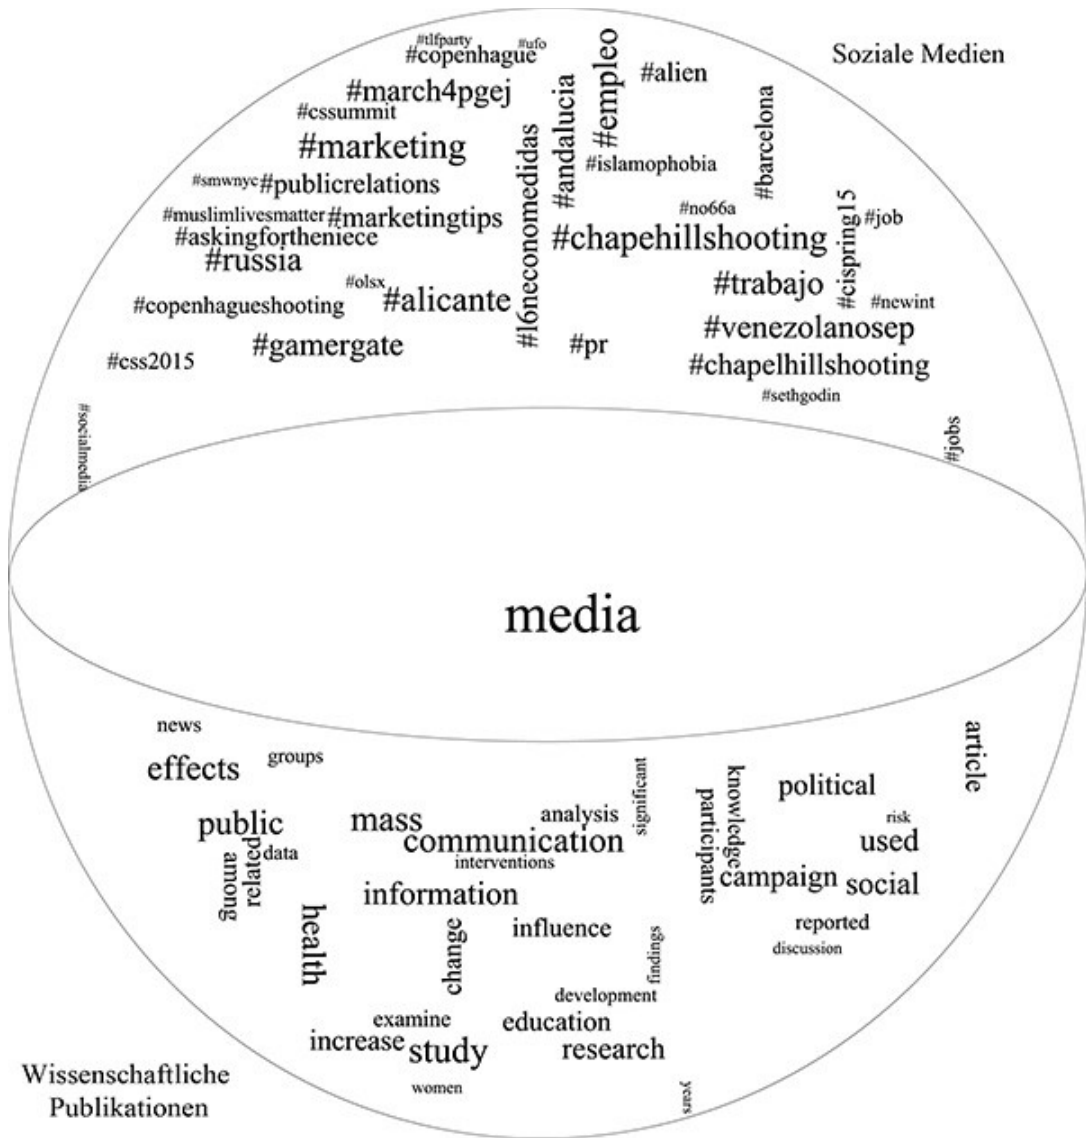 #tlfparty
#ufo
#copenhague
Soziale Medien
#empleo
#alien
#march4pgej
#andalucia
#barcelona
#cssummit
#l6neconomedidas
#marketing
#islamophobia
#smwnyc
#publicrelations
#no66a
#muslimlivesmatter
#marketingtips
#cispring15
#job
#askingfortheniece
#chapehillshooting
#russia
#olsx
#trabajo
#copenhagueshooting
#alicante
#newint
#venezolanosep
#gamergate
#pr
#css2015
#chapelhillshooting
#sethgodin
#socialmedia
#jobs
media
news
article
effects
groups
significant
knowledge
political
public
mass
analysis
participants
risk
communication
used
related
data
among
interventions
campaign
social
information
health
influence
reported
change
findings
discussion
development
examine
education
increase
study
research
Wissenschaftliche
Publikationen
women
years